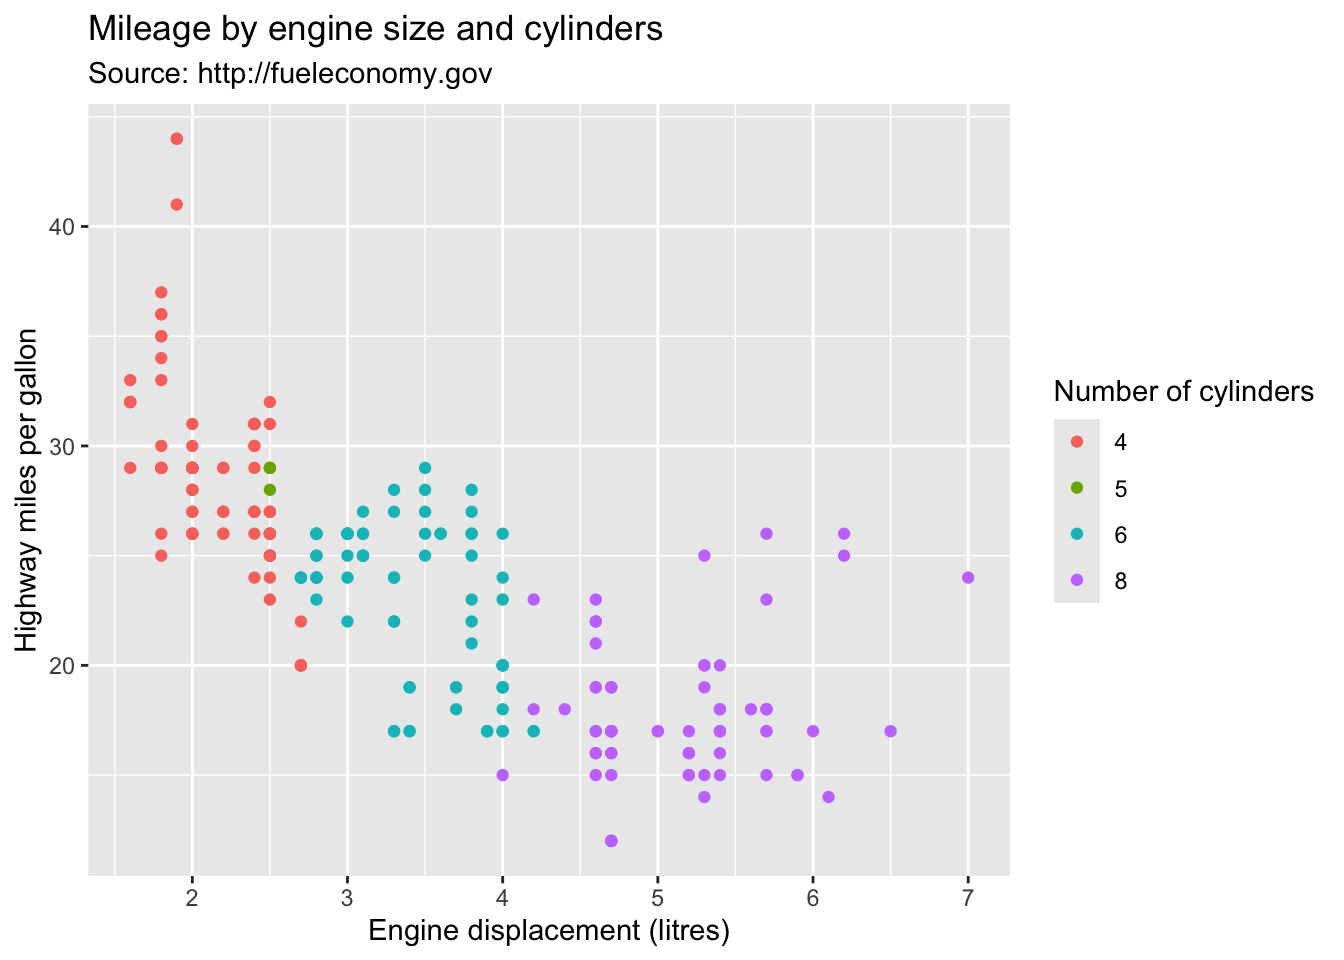 Mileage by engine size and cylinders
Source: http://fueleconomy.gov
Highway miles per gallon
40
30
20
2 3 4 5 6 7
Engine displacement (litres)
Number of cylinders
4
5
6
8